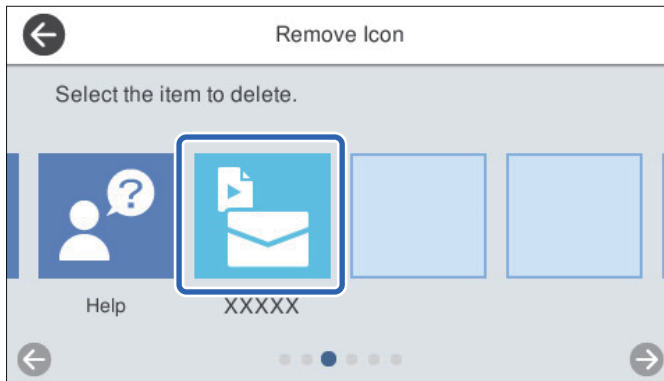 Remove Icon
Select the item to delete.
?
Help
XXXXX